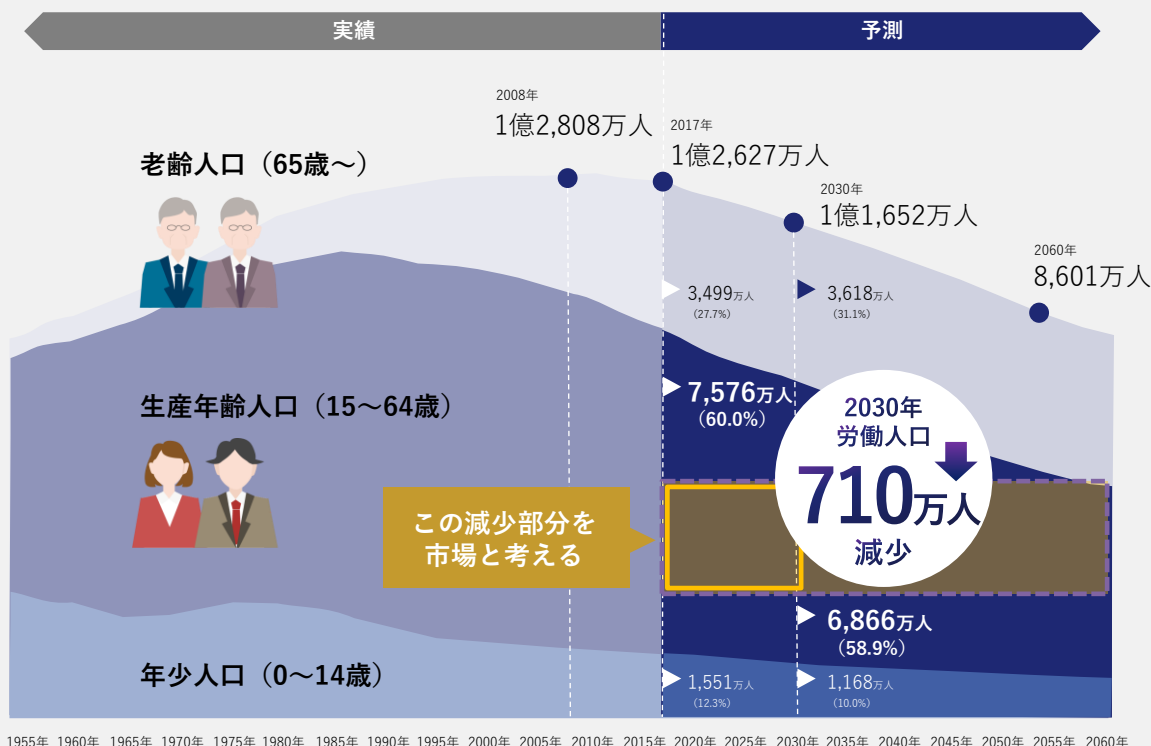 実績
予測
2008年
1億2,808万人
2017年
1億2,627万人
老齢人口（65歳～）
2030年
1億1,652万人
2060年
8,601万人
3,499万人
（27.7%）
3,618万人
（31.1%）
7,576万人
（60.0%）
生産年齢人口（15～64歳）
2030年
労働人口
710万人
減少
この減少部分を
市場と考える
6,866万人
（58.9%）
年少人口（0～14歳）
1,551万人
（12.3%）
1,168万人
（10.0%）
1955年 1960年 1965年 1970年 1975年 1980年 1985年 1990年 1995年 2000年 2005年 2010年 2015年 2020年 2025年 2030年 2035年 2040年 2045年 2050年 2055年 2060年